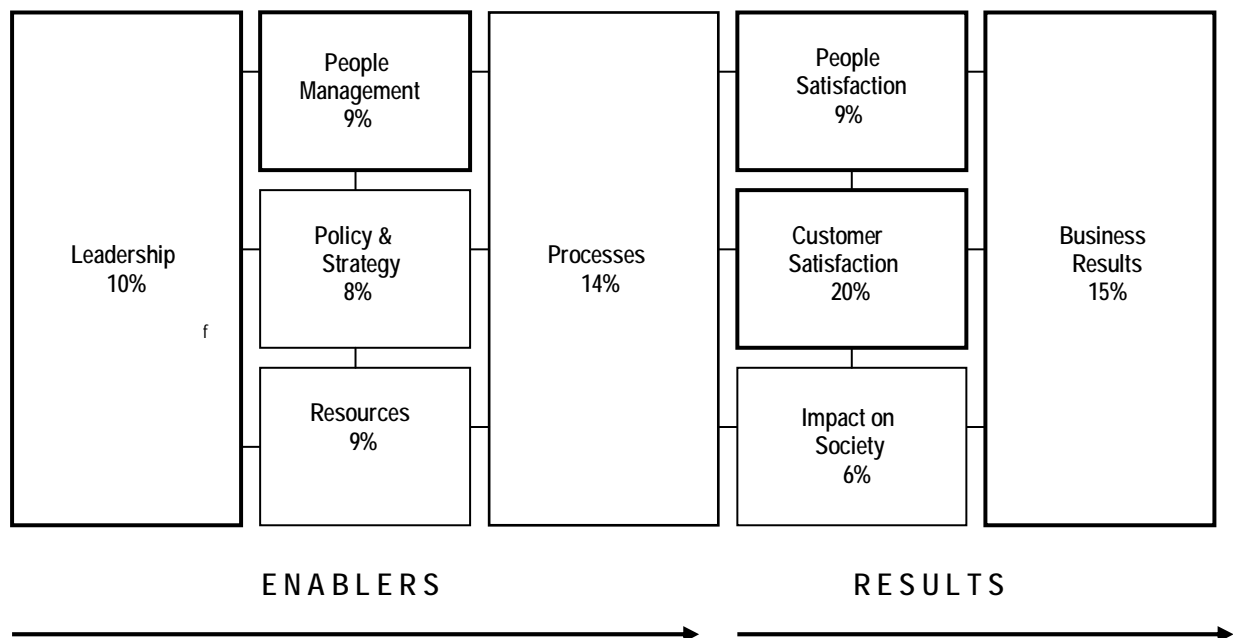 Leadership
10%
f
People
Management
9%
Policy &
Strategy
8%
Resources
9%
Processes
14%
People
Satisfaction
9%
Customer
Satisfaction
20%
Impact on
Society
6%
Business
Results
15%
ENABLERS
RESULTS